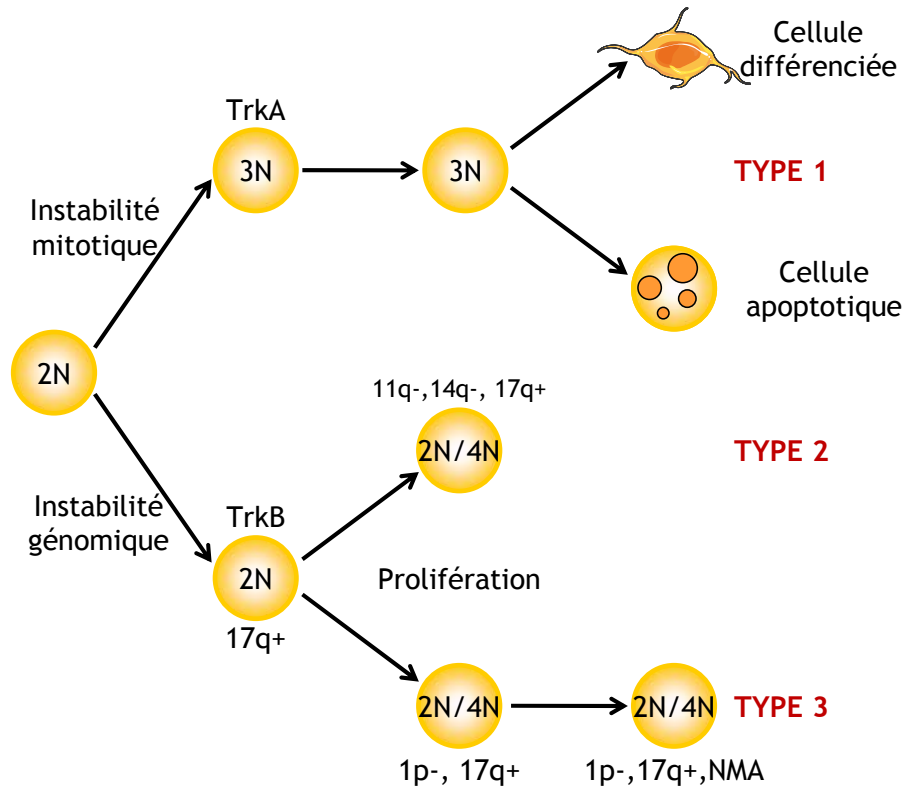 Cellule
différenciée
TrkA
3N
3N
TYPE 1
Instabilité
mitotique
Cellule
apoptotique
2N
11q-,14q-, 17q+
2N/4N
TYPE 2
Instabilité
génomique
TrkB
2N
Prolifération
17q+
2N/4N
2N/4N
TYPE 3
1p-, 17q+
1p-,17q+,NMA